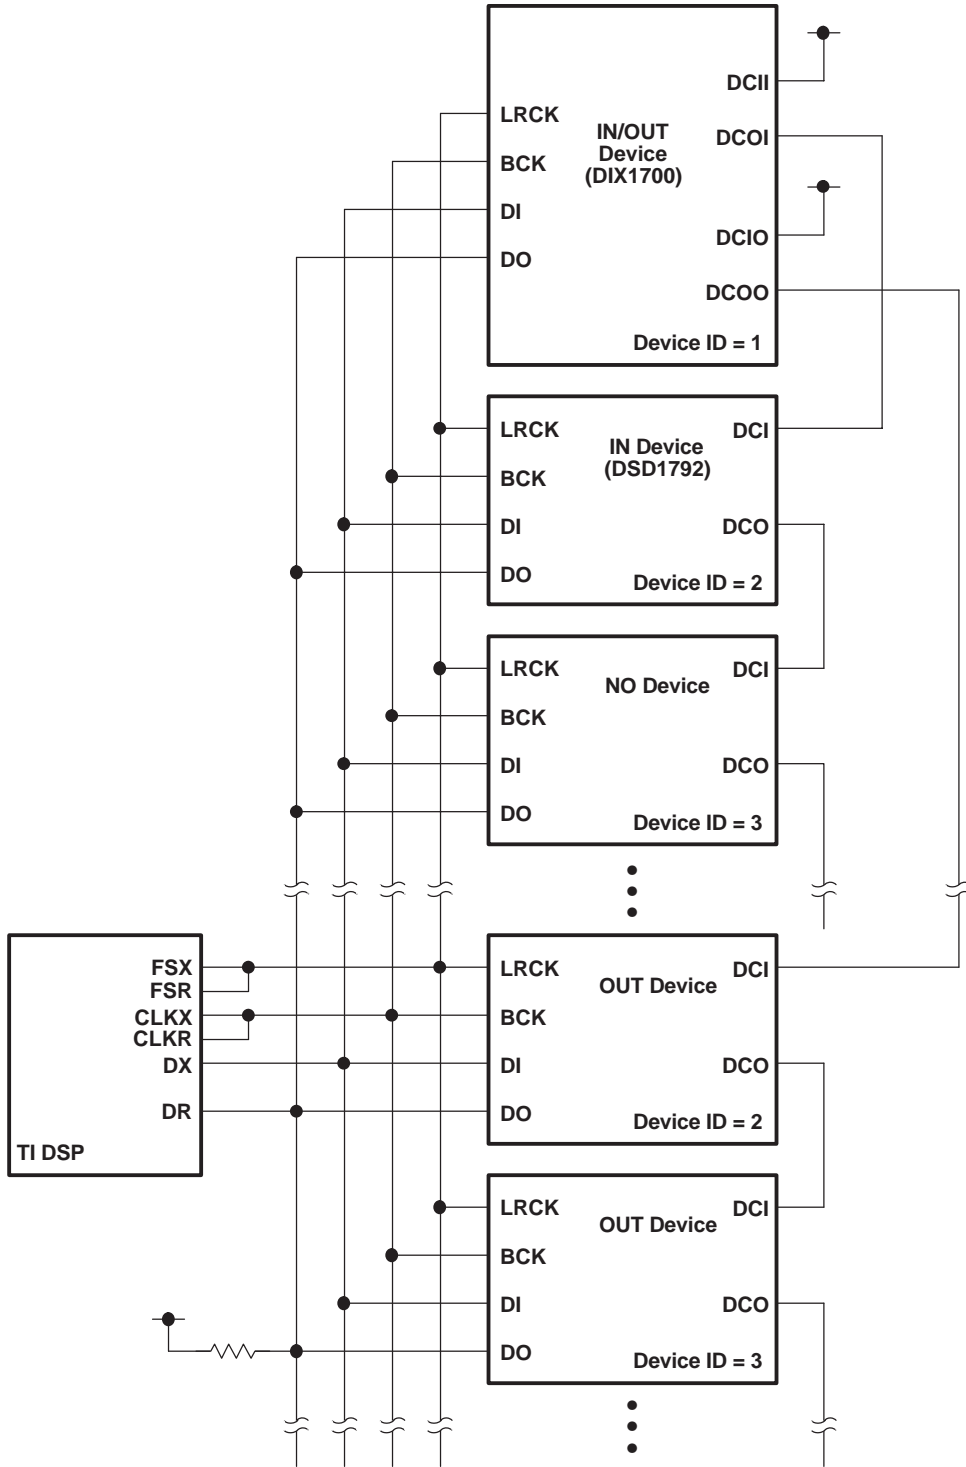 DCII
LRCK
IN/OUT
Device
(DIX1700)
DCOI
BCK
DI
DCIO
DO
DCOO
Device ID = 1
LRCK
IN Device
(DSD1792)
DCI
BCK
DI
DCO
DO
Device ID = 2
LRCK
NO Device
DCI
BCK
DI
DCO
DO
Device ID = 3
FSX
FSR
CLKX
CLKR
DX
DR
TI DSP
LRCK
OUT Device
DCI
BCK
DI
DCO
DO
Device ID = 2
LRCK
OUT Device
DCI
BCK
DI
DCO
DO
Device ID = 3